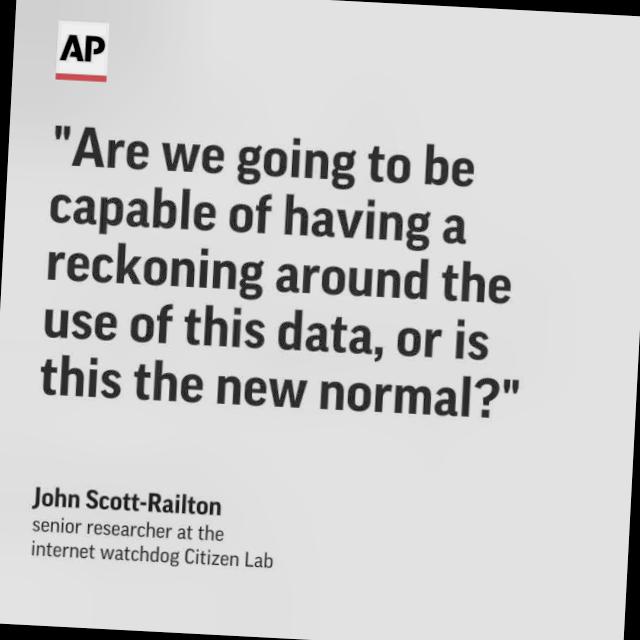 AP
"Are we going to be
capable of having a
reckoning around the
use of this data, or is
this the new normal?"
John Scott-Railton
senior researcher at the
internet watchdog Citizen Lab